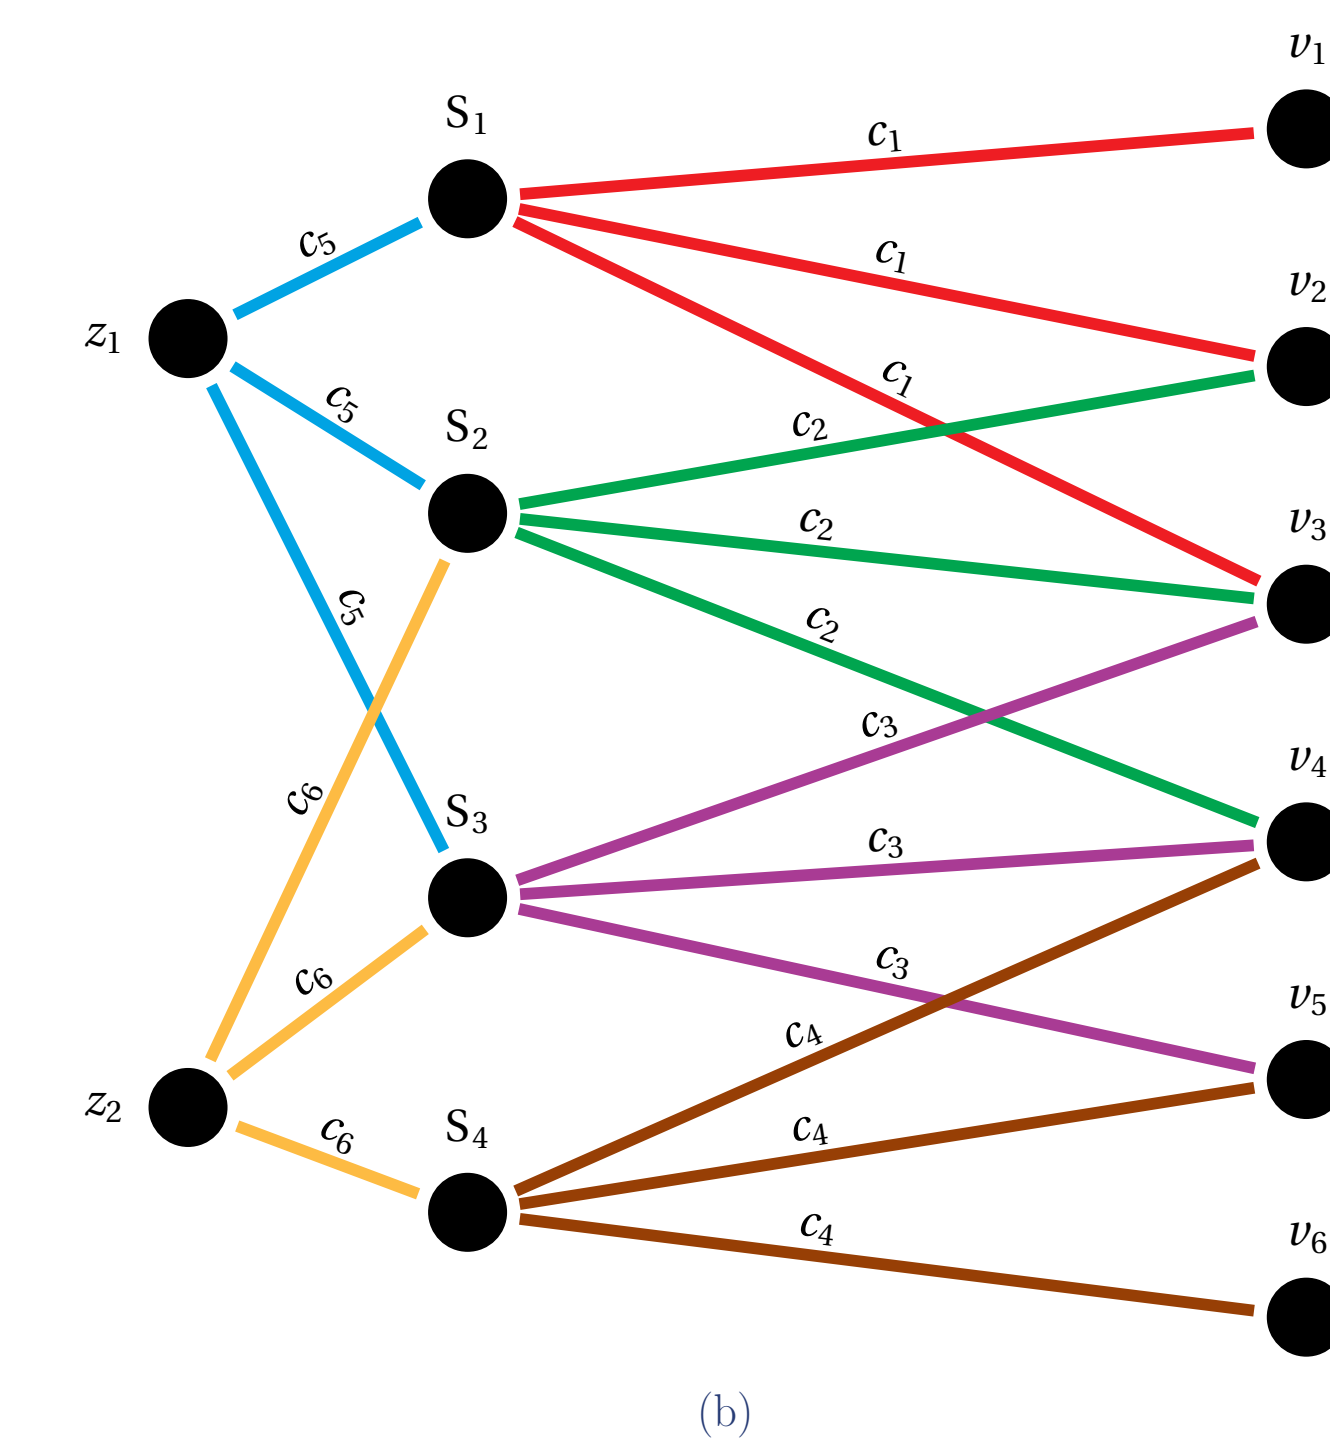 v₁
S₁
c₁
c₅
c₁
v₂
z₁
c₁
c₅
S₂
c₂
c₂
v₃
c₅
c₂
c₃
v₄
c₆
S₃
c₃
c₃
c₆
v₅
c₄
z₂
c₆
S₄
c₄
c₄
v₆
(b)